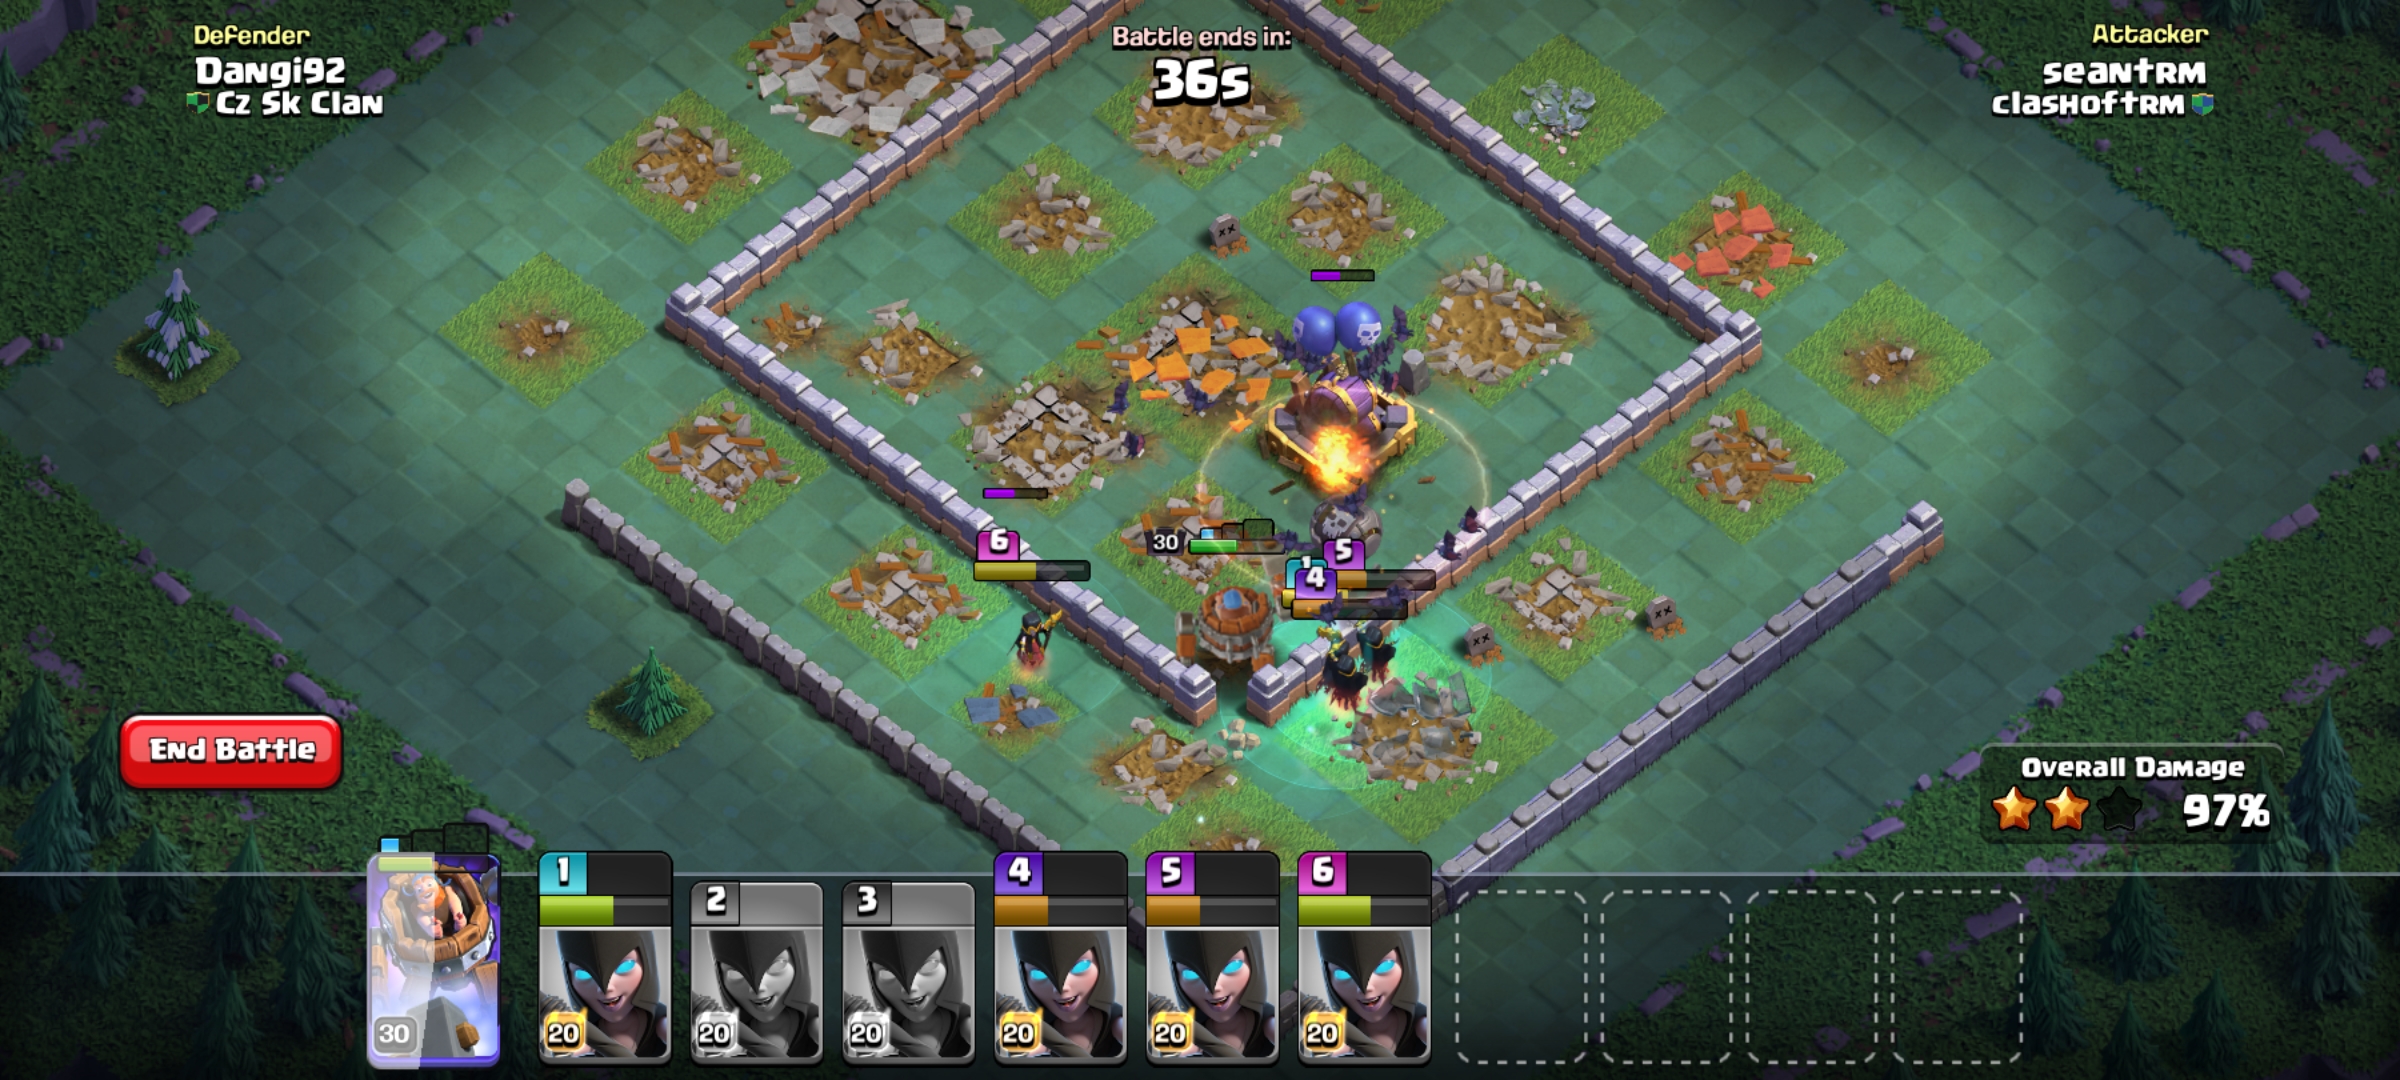 Defender
Dangi92
Cz Sk Clan
Battle ends in:
36s
Attacker
seantRM
clashoftRM
6
30
5
1
4
End Battle
Overall Damage
97%
30
1
20
2
20
3
20
4
20
5
20
6
20